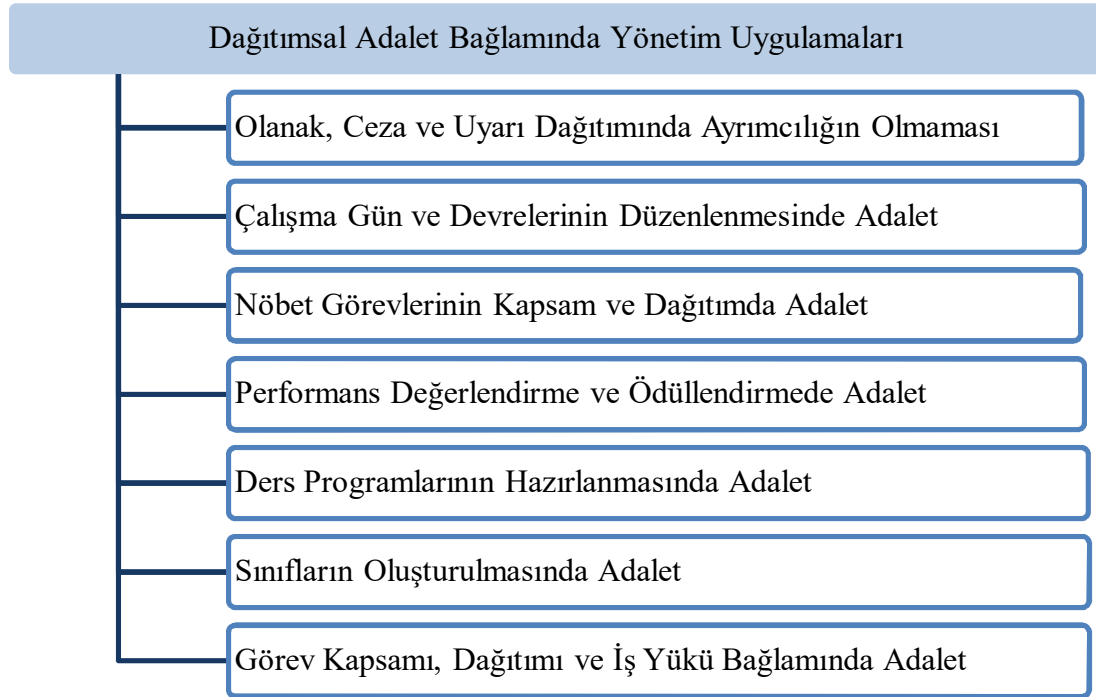 Dağıtımsal Adalet Bağlamında Yönetim Uygulamaları
Olanak, Ceza ve Uyarı Dağıtımında Ayrımcılığın Olmaması
Çalışma Gün ve Devrelerinin Düzenlenmesinde Adalet
Nöbet Görevlerinin Kapsam ve Dağıtımda Adalet
Performans Değerlendirme ve Ödüllendirmede Adalet
Ders Programlarının Hazırlanmasında Adalet
Sınıfların Oluşturulmasında Adalet
Görev Kapsamı, Dağıtımı ve İş Yükü Bağlamında Adalet